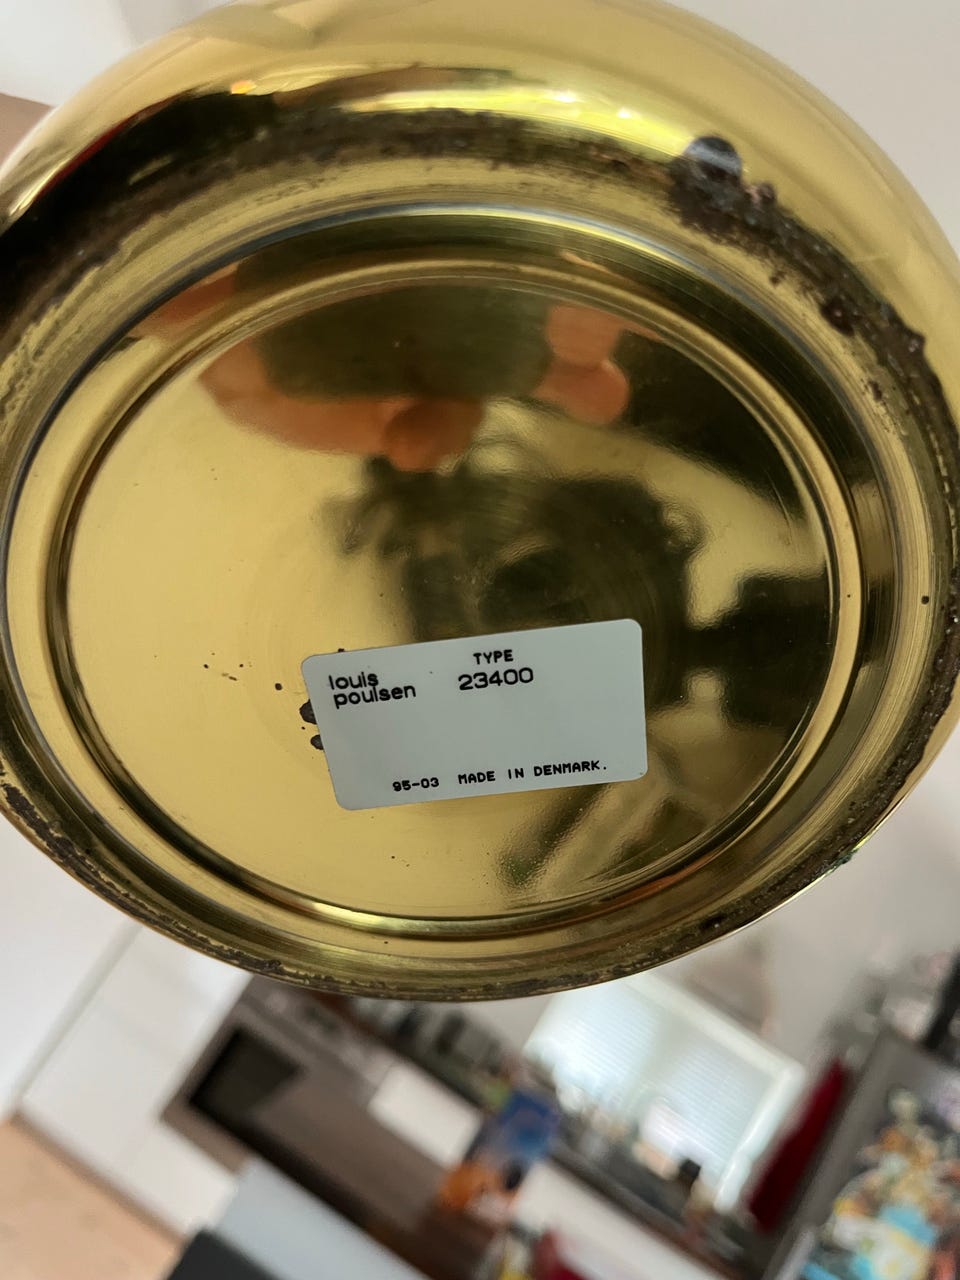 louis
poulsen
TYPE
23400
95-03 MADE IN DENMARK.